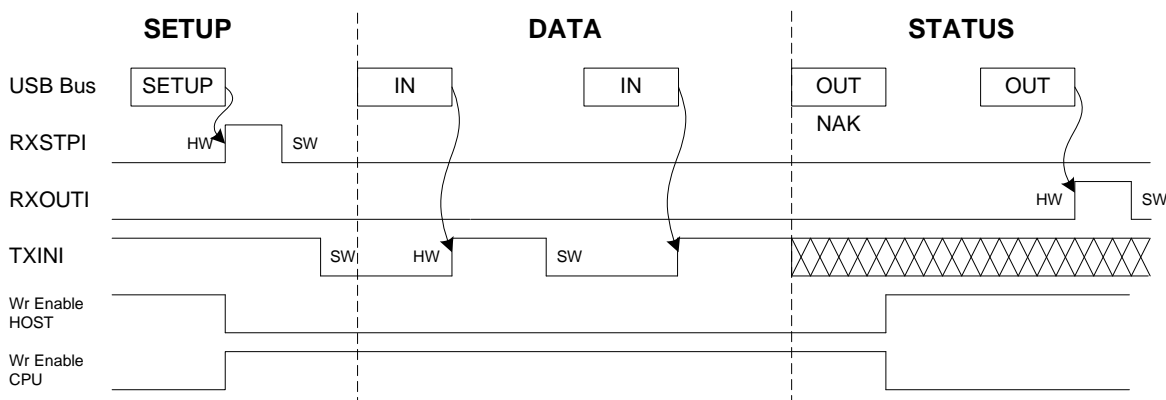 SETUP DATA STATUS
USB Bus SETUP IN IN OUT OUT
NAK
RXSTPI HW SW
RXOUTI HW SW
TXINI SW HW SW
Wr Enable
HOST
Wr Enable
CPU